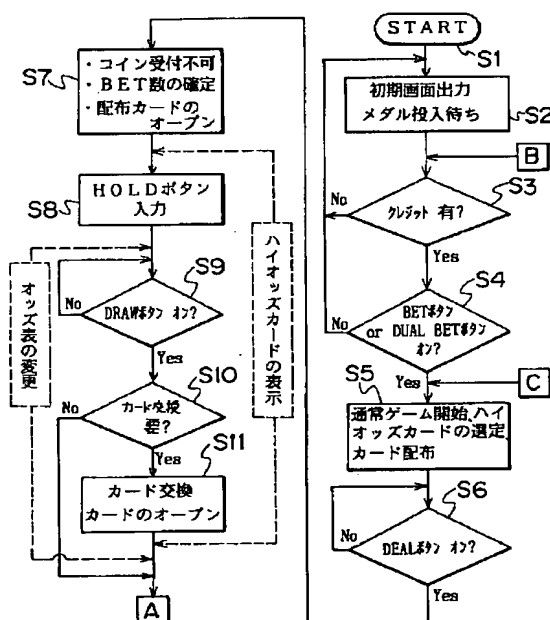 START
S1
初期画面出力
メダル投入待ち
S2
B
S3
クレジット 有?
No
Yes
S4
BETボタン
or DUAL BETボタン
オン?
No
Yes
C
S5
通常ゲーム開始、ハイ
オッズカードの選定、
カード配布
S6
No
DEALボタン オン?
Yes
S7
・コイン受付不可
・BET数の確定
・配布カードの
オープン
S8
HOLDボタン
入力
S9
No
DRAWボタン オン?
Yes
S10
No
カード交換
要?
Yes
S11
カード交換
カードのオープン
A
オッズ表の変更
ハイオッズカードの表示